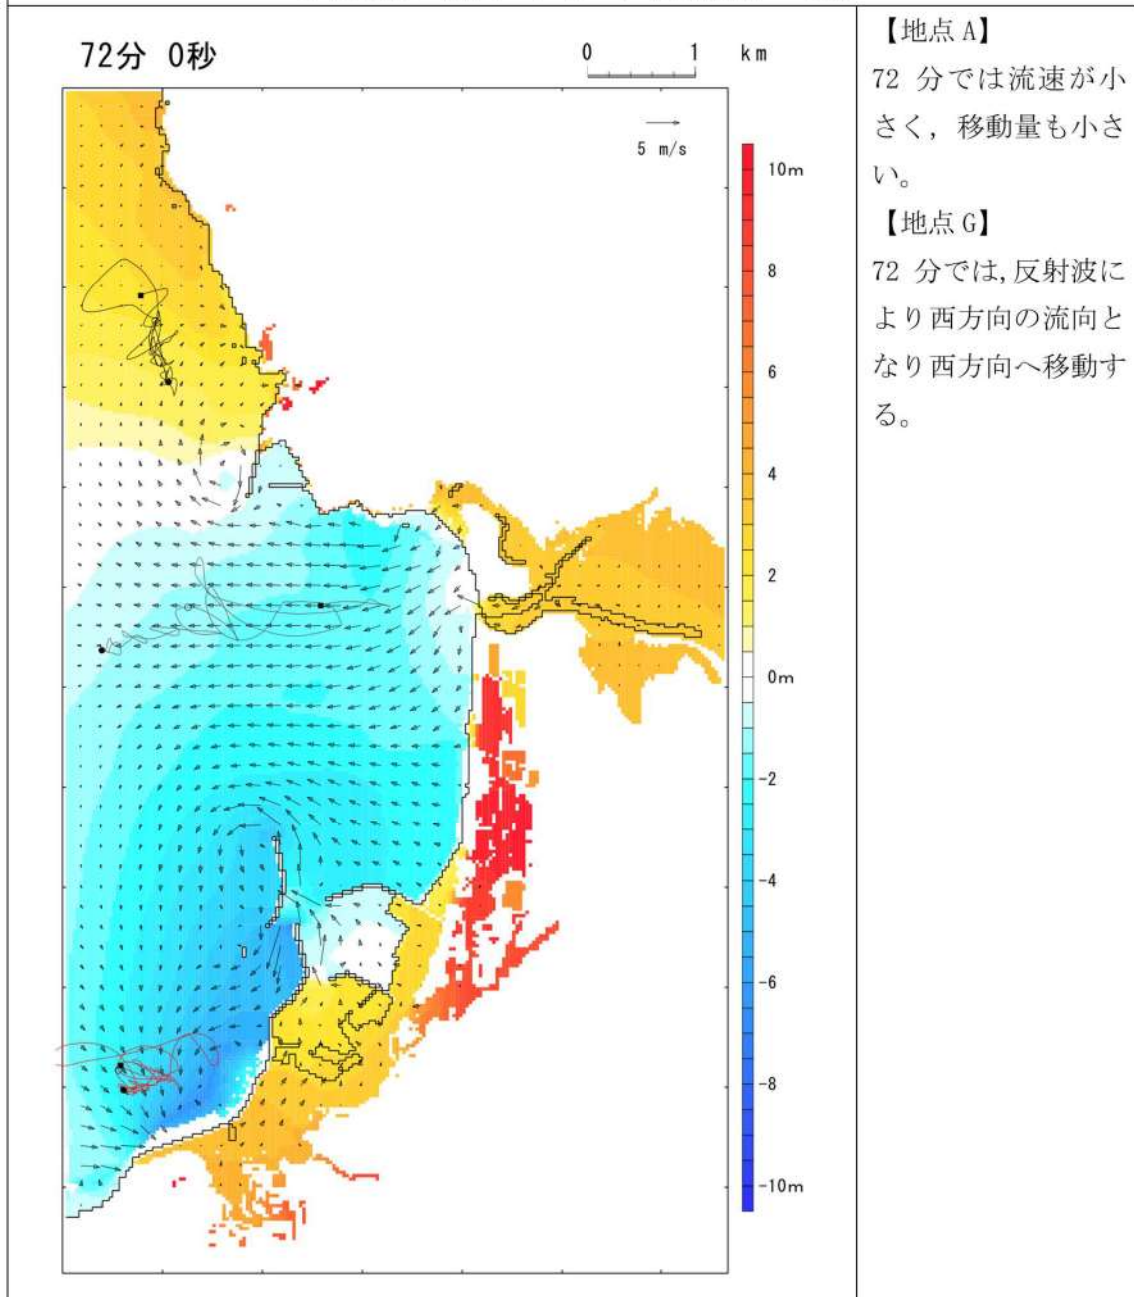 72分 0秒
0 1 km
5 m/s
10m
8
6
4
2
0m
-2
-4
-6
-8
-10m
【地点 A】
72 分では流速が小
さく，移動量も小さ
い。
【地点 G】
72 分では,反射波に
より西方向の流向と
なり西方向へ移動す
る。